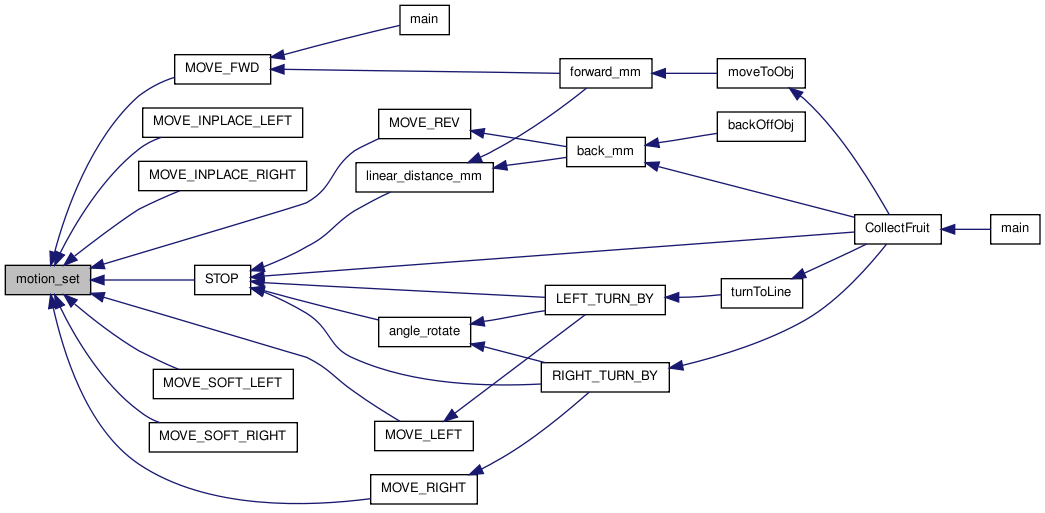 main
MOVE_FWD
forward_mm
moveToObj
MOVE_INPLACE_LEFT
MOVE_REV
backOffObj
back_mm
MOVE_INPLACE_RIGHT
linear_distance_mm
CollectFruit
main
motion_set
STOP
LEFT_TURN_BY
turnToLine
angle_rotate
MOVE_SOFT_LEFT
RIGHT_TURN_BY
MOVE_SOFT_RIGHT
MOVE_LEFT
MOVE_RIGHT